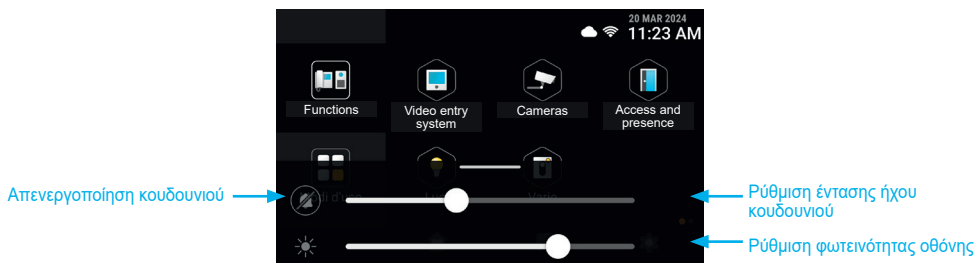 20 MAR 2024
11:23 AM
Functions
Video entry
system
Cameras
Access and
presence
Απενεργοποίηση κουδουνιού
Ρύθμιση έντασης ήχου
κουδουνιού
Ρύθμιση φωτεινότητας οθόνης